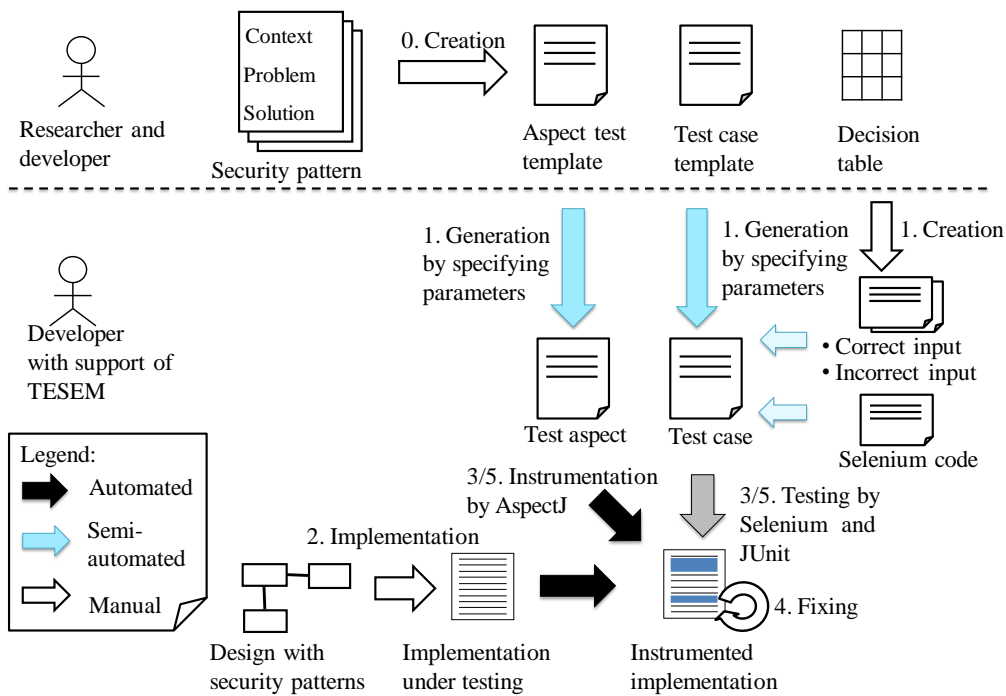 Context
Problem
Solution
0. Creation
Researcher and
developer
Security pattern
Aspect test
template
Test case
template
Decision
table
1. Generation
by specifying
parameters
1. Generation
by specifying
parameters
1. Creation
Developer
with support of
TESEM
• Correct input
• Incorrect input
Test aspect
Test case
Selenium code
Legend:
Automated
Semi-
automated
Manual
3/5. Instrumentation
by AspectJ
3/5. Testing by
Selenium and
JUnit
2. Implementation
4. Fixing
Design with
security patterns
Implementation
under testing
Instrumented
implementation